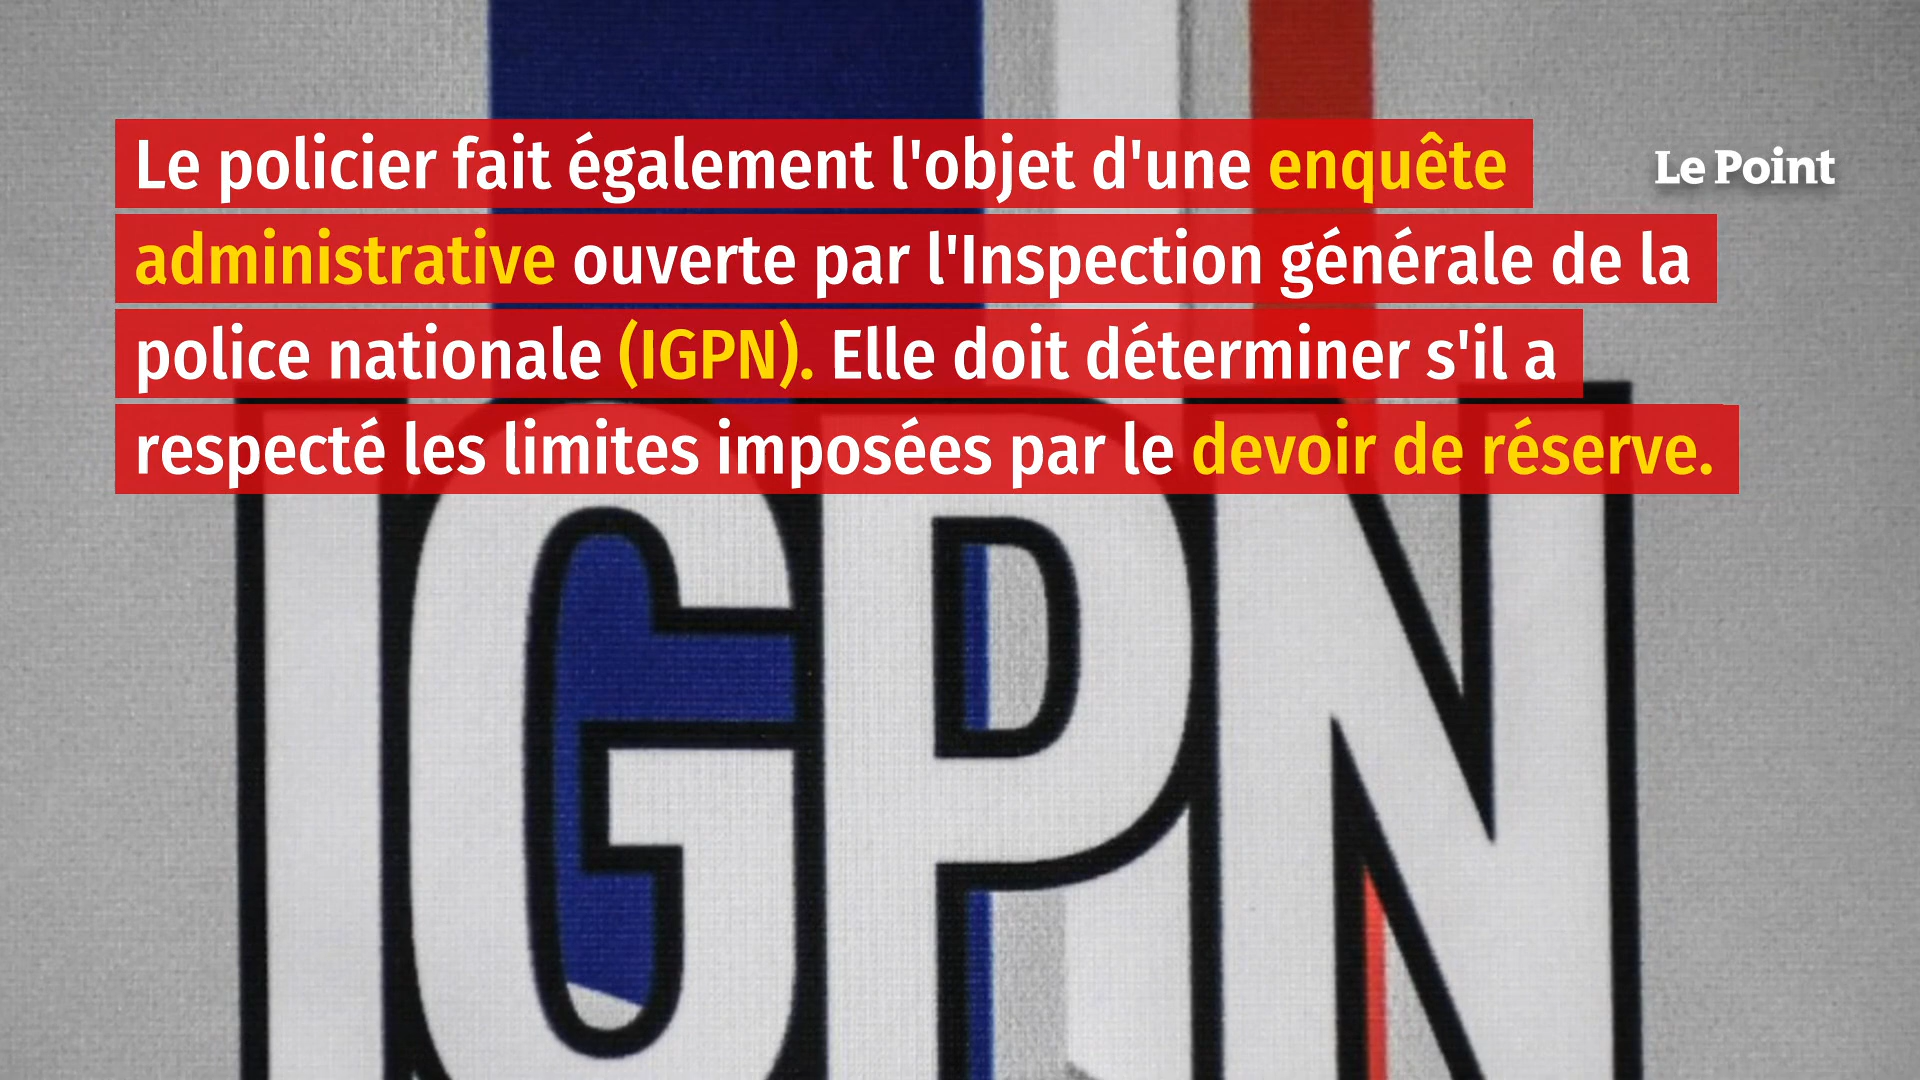 Le policier fait également l'objet d'une enquête
Le Point
administrative ouverte par l'Inspection générale de la
police nationale (IGPN). Elle doit déterminer s'il a
respecté les limites imposées par le devoir de réserve.
IGPN